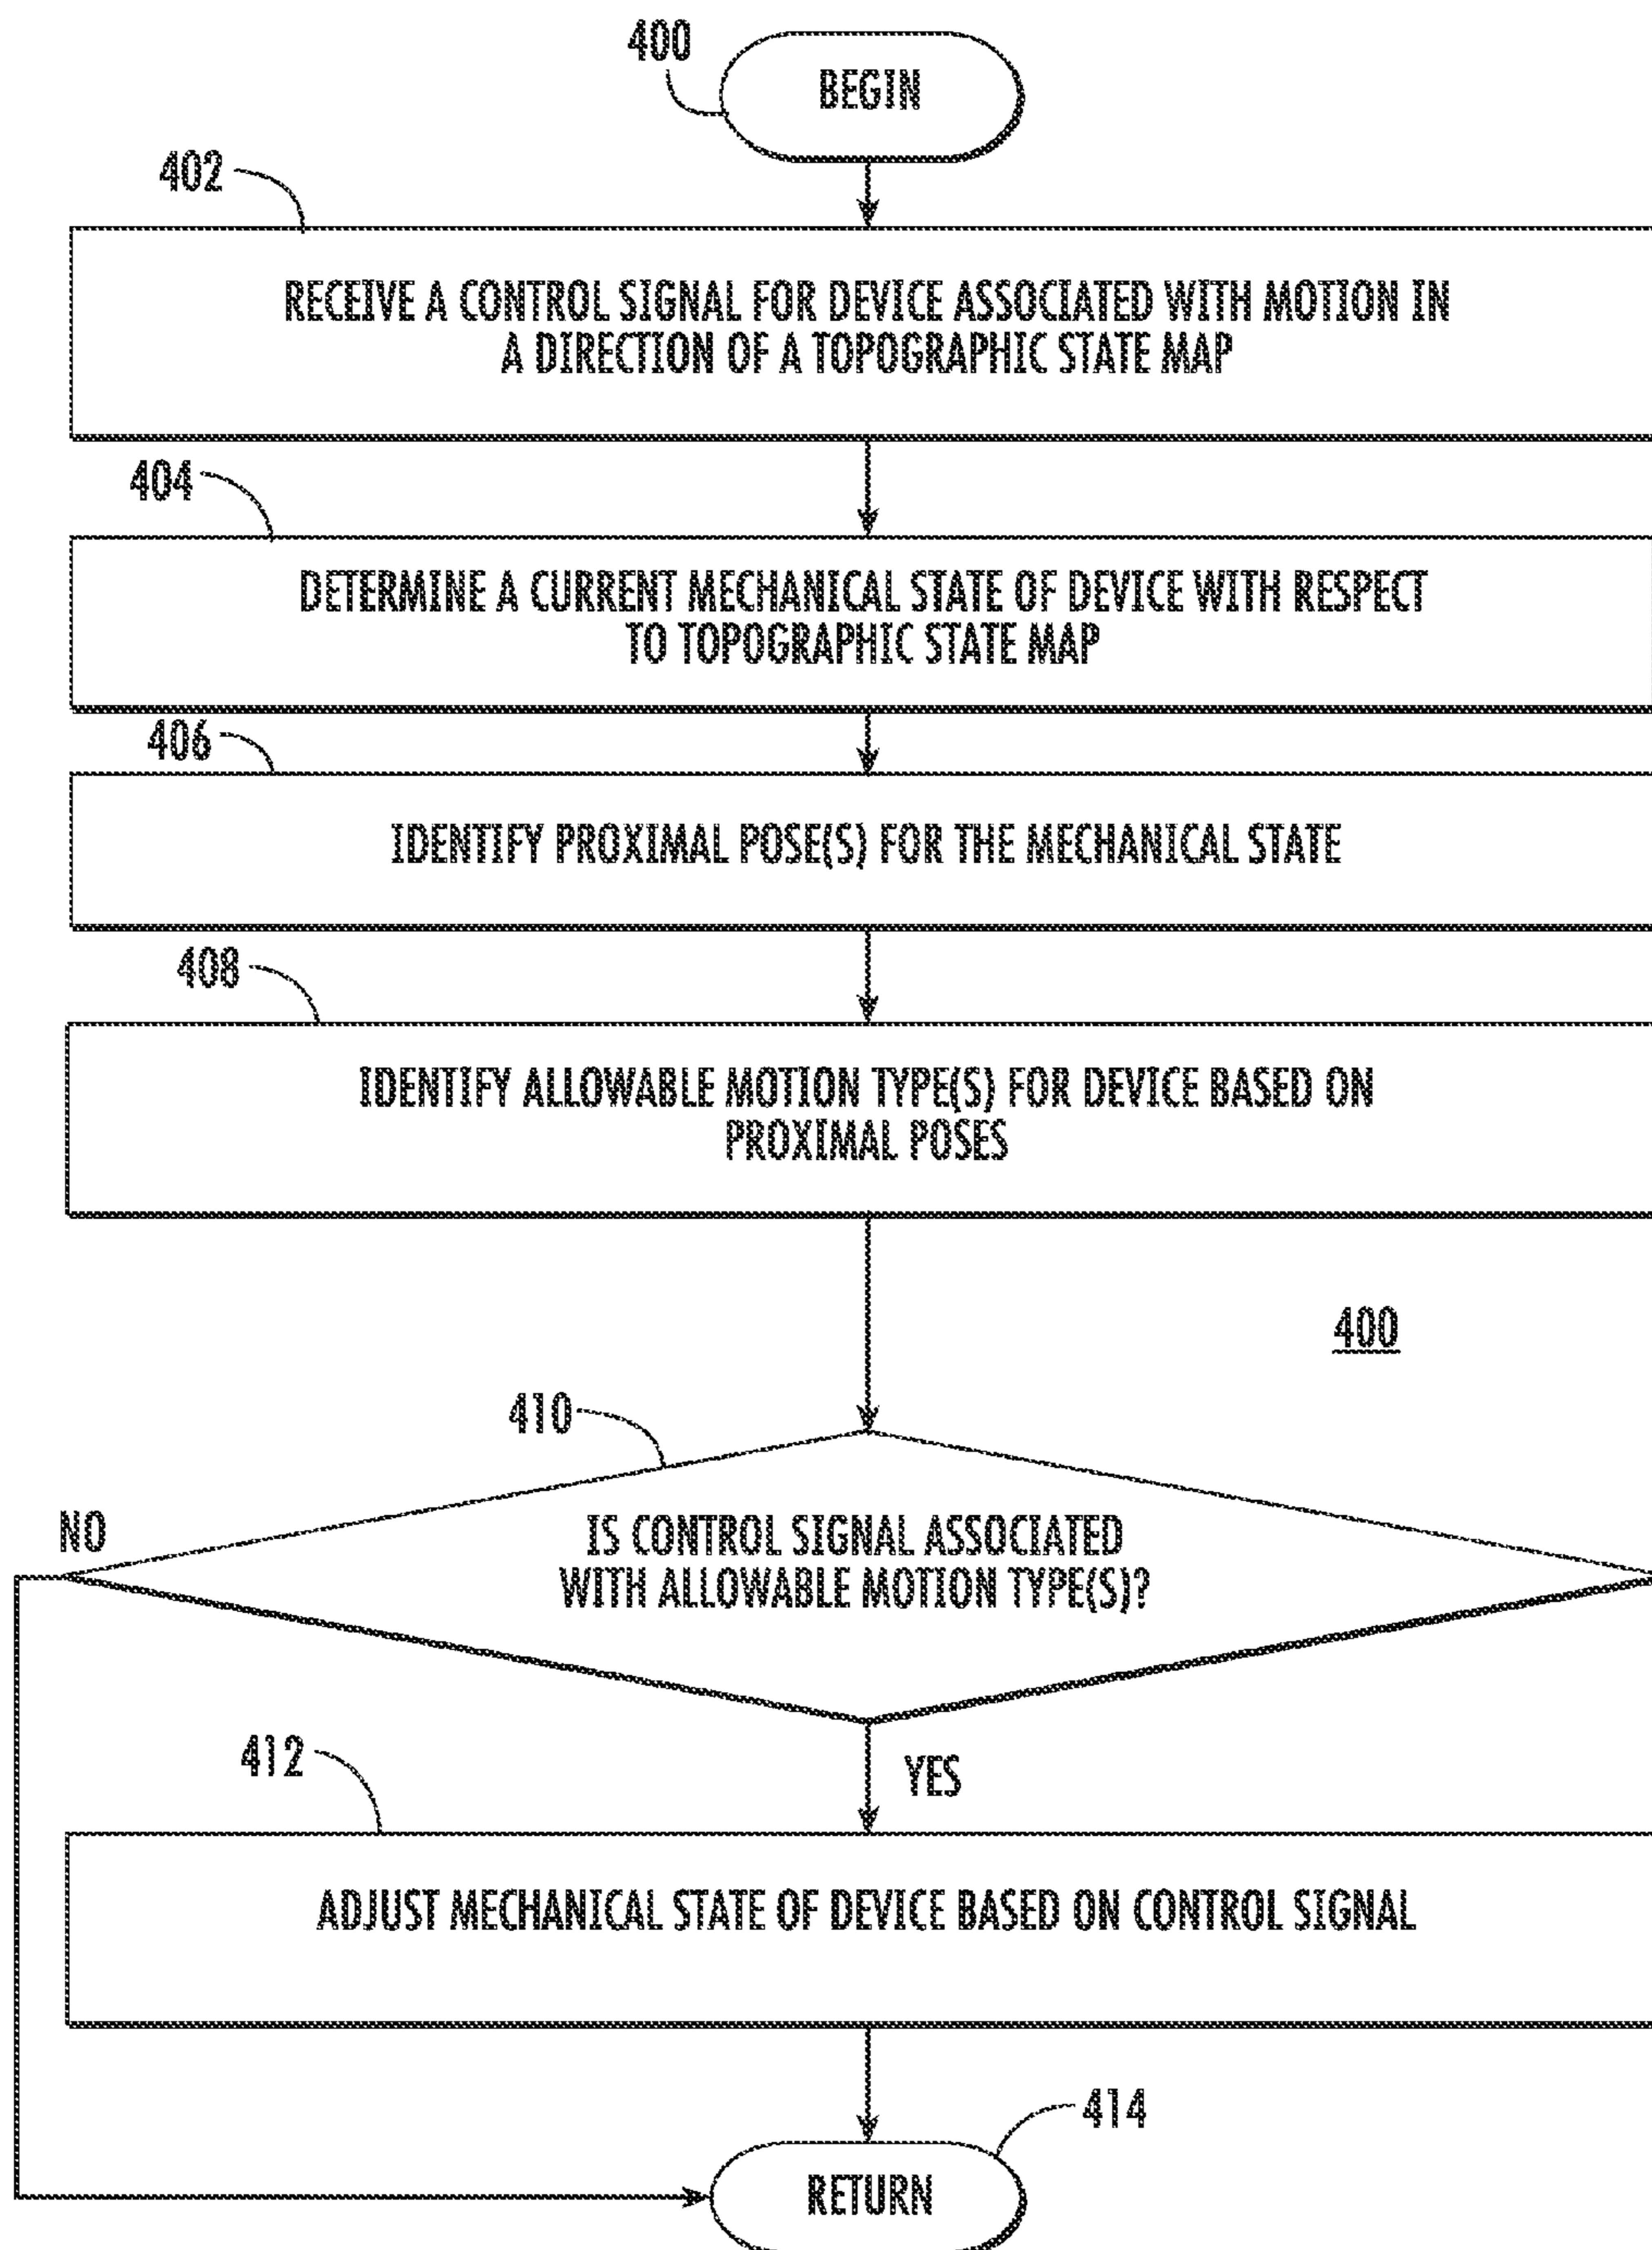 400
BEGIN
402
RECEIVE A CONTROL SIGNAL FOR DEVICE ASSOCIATED WITH MOTION IN
A DIRECTION OF A TOPOGRAPHIC STATE MAP
404
DETERMINE A CURRENT MECHANICAL STATE OF DEVICE WITH RESPECT
TO TOPOGRAPHIC STATE MAP
406
IDENTIFY PROXIMAL POSE(S) FOR THE MECHANICAL STATE
408
IDENTIFY ALLOWABLE MOTION TYPE(S) FOR DEVICE BASED ON
PROXIMAL POSES
400
410
NO
IS CONTROL SIGNAL ASSOCIATED
WITH ALLOWABLE MOTION TYPE(S)?
412
YES
ADJUST MECHANICAL STATE OF DEVICE BASED ON CONTROL SIGNAL
414
RETURN